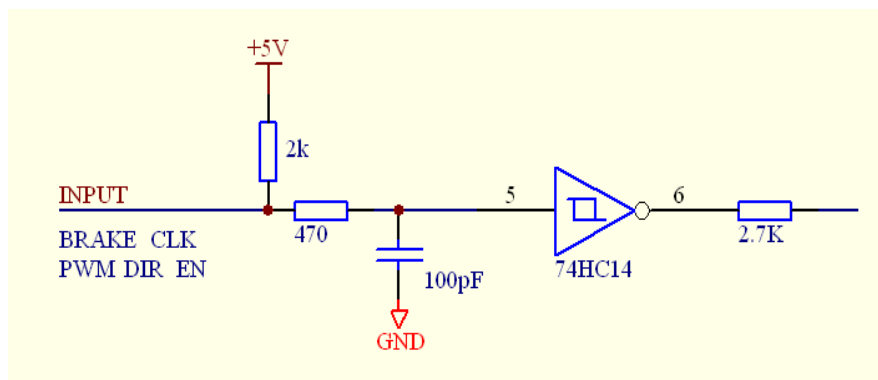 +5V
2k
INPUT
5
6
470
2.7K
BRAKE CLK
PWM DIR EN
100pF
74HC14
GND